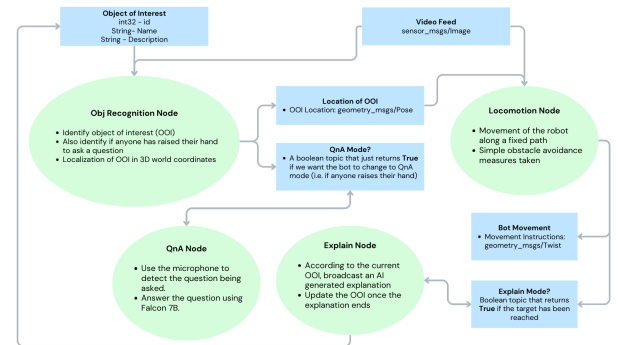 Object of Interest
int32 - id
String- Name
String - Description
Video Feed
sensor_msgs/Image
Obj Recognition Node
• Identify object of interest (OOI)
• Also identify if anyone has raised their hand
to ask a question
• Localization of OOI in 3D world coordinates
Location of OOI
• OOI Location: geometry_msgs/Pose
QnA Mode?
• A boolean topic that just returns True
if we want the bot to change to QnA
mode (i.e. if anyone raises their hand)
Locomotion Node
• Movement of the robot
along a fixed path
• Simple obstacle avoidance
measures taken
QnA Node
• Use the microphone to
detect the question being
asked.
• Answer the question using
Falcon 7B.
Explain Node
• According to the current
OOI, broadcast an AI
generated explanation
• Update the OOI once the
explanation ends
Bot Movement
• Movement Instructions:
geometry_msgs/Twist
Explain Mode?
Boolean topic that returns
True if the target has been
reached